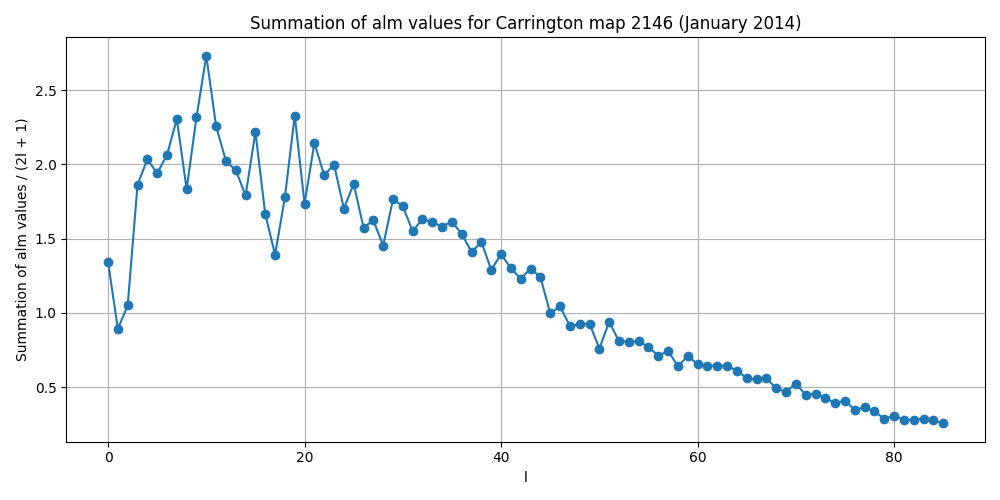 Summation of alm values for Carrington map 2146 (January 2014)
Summation of alm values / (2l + 1)
2.5
2.0
1.5
1.0
0.5
0 20 40 60 80
l